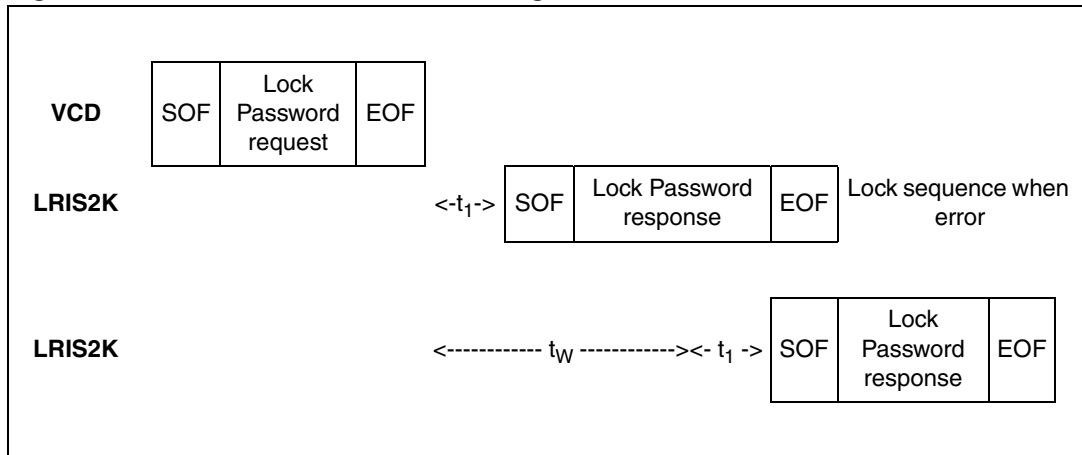 VCD
SOF
Lock
Password
request
EOF
LRIS2K
<-t1->
SOF
Lock Password
response
EOF
Lock sequence when
error
LRIS2K
<------------ tW ------------><- t1 ->
SOF
Lock
Password
response
EOF